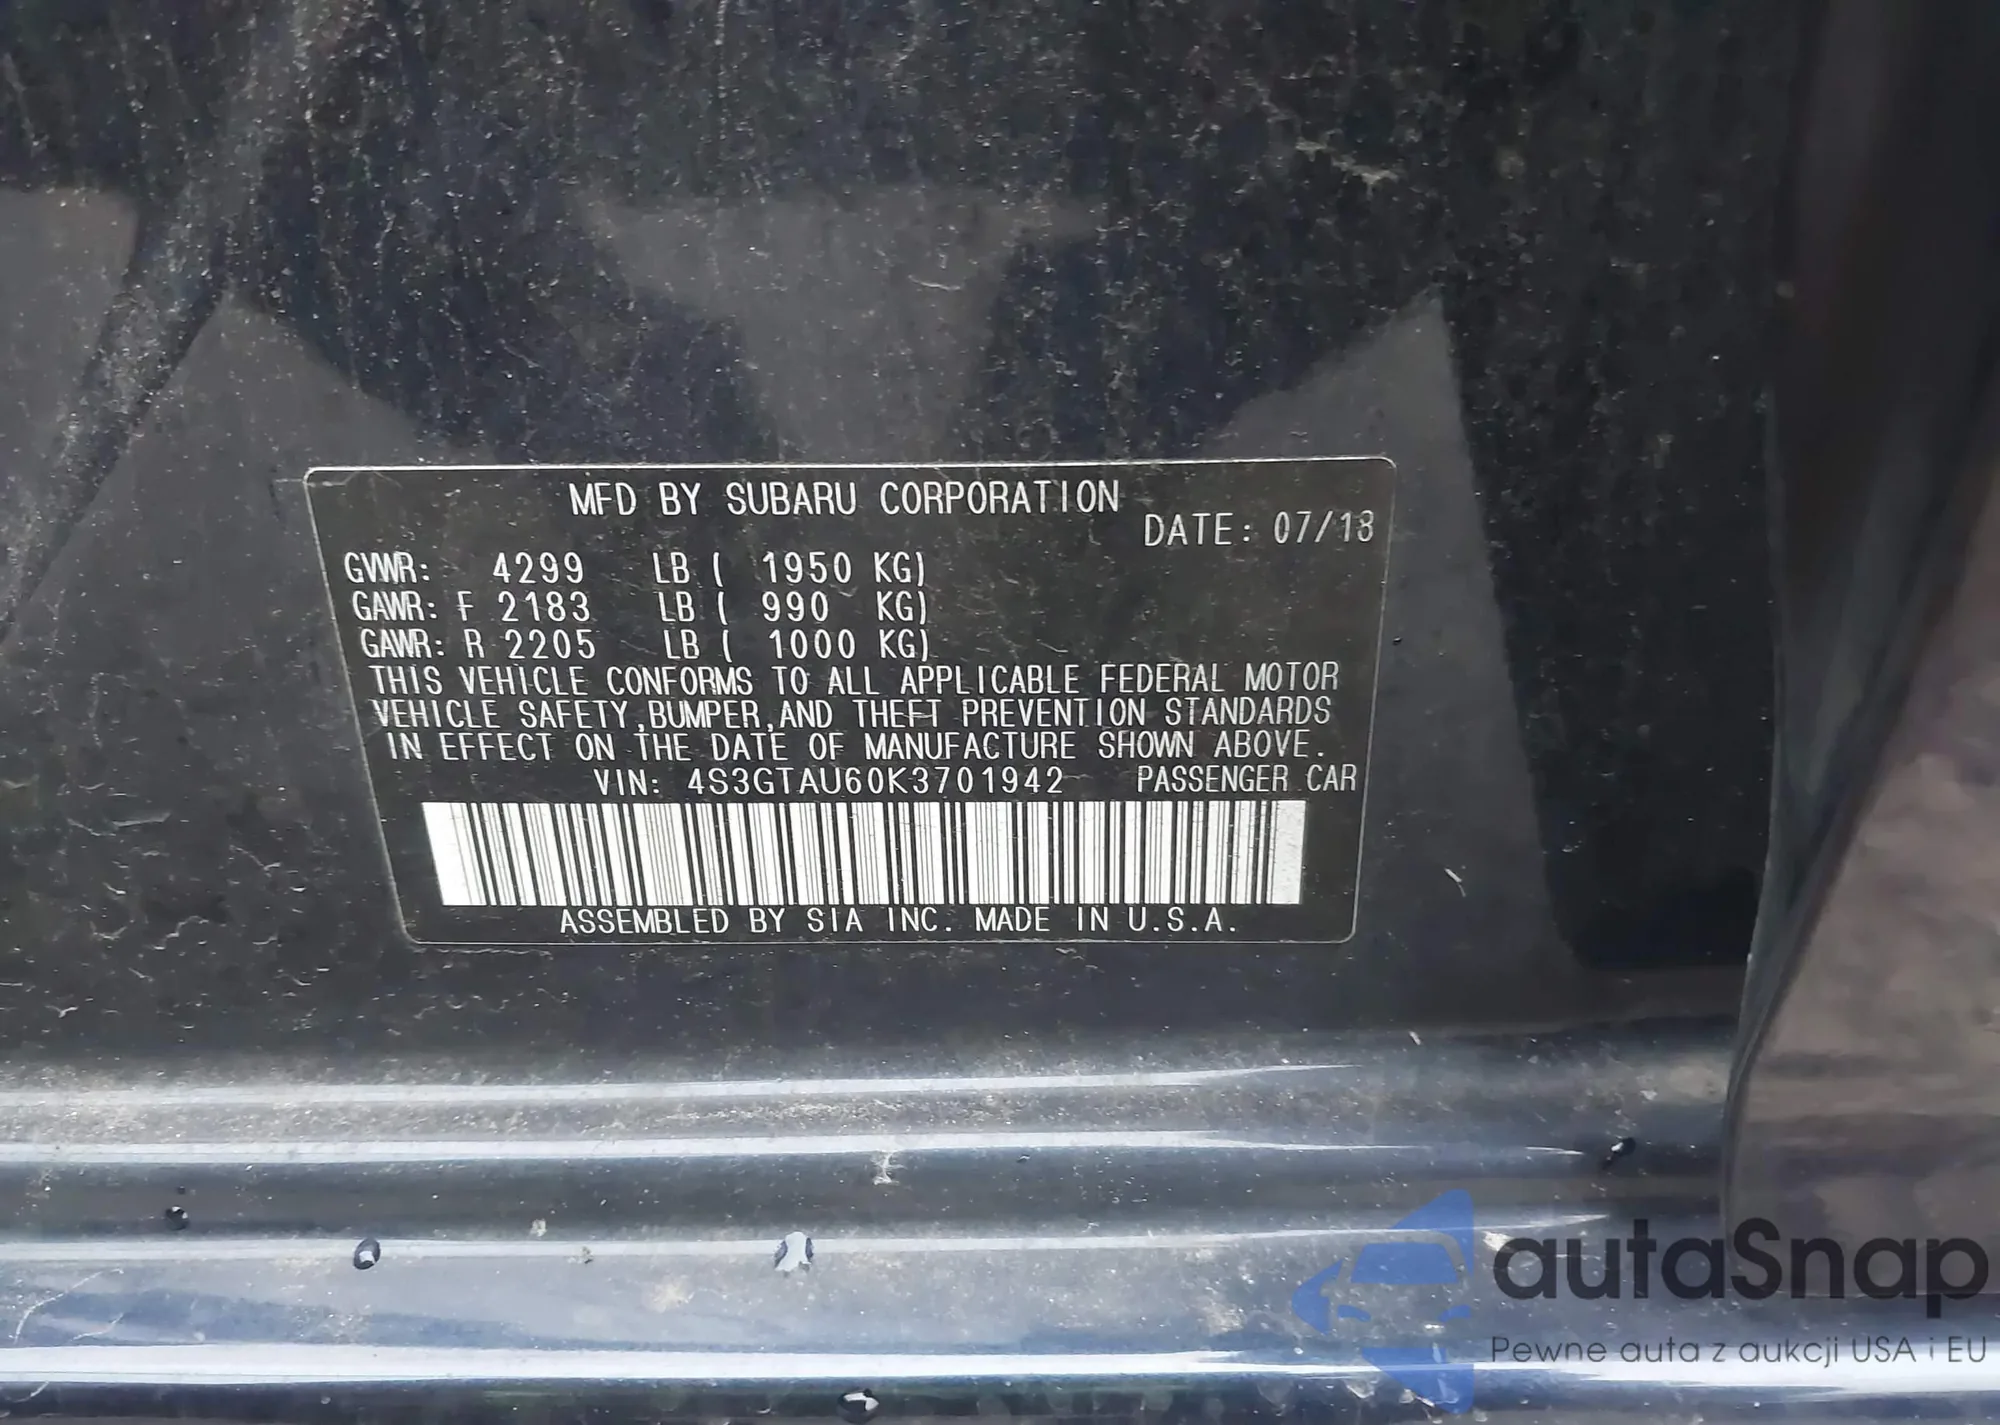 MFD BY SUBARU CORPORATION
DATE: 07/18
GVWR: 4299 LB ( 1950 KG)
GAWR: F 2183 LB ( 990 KG)
GAWR: R 2205 LB ( 1000 KG)
THIS VEHICLE CONFORMS TO ALL APPLICABLE FEDERAL MOTOR
VEHICLE SAFETY,BUMPER,AND THEFT PREVENTION STANDARDS
IN EFFECT ON THE DATE OF MANUFACTURE SHOWN ABOVE.
VIN: 4S3GTAU60K3701942 PASSENGER CAR
ASSEMBLED BY SIA INC. MADE IN U.S.A.
autaSnap
Pewne auta z aukcji USA i EU